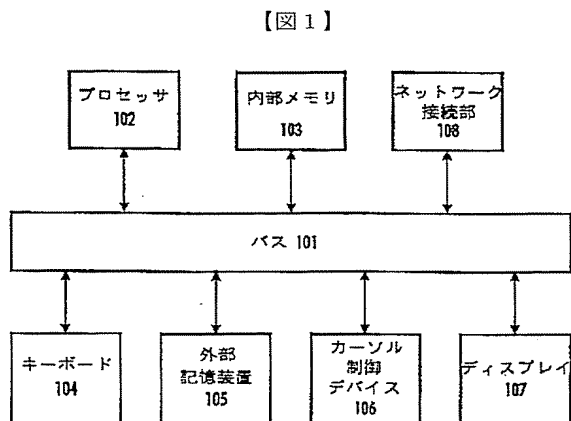 【図1】
プロセッサ
102
内部メモリ
103
ネットワーク
接続部
108
バス 101
キーボード
104
外部
記憶装置
105
カーソル
制御
デバイス
106
ディスプレイ
107